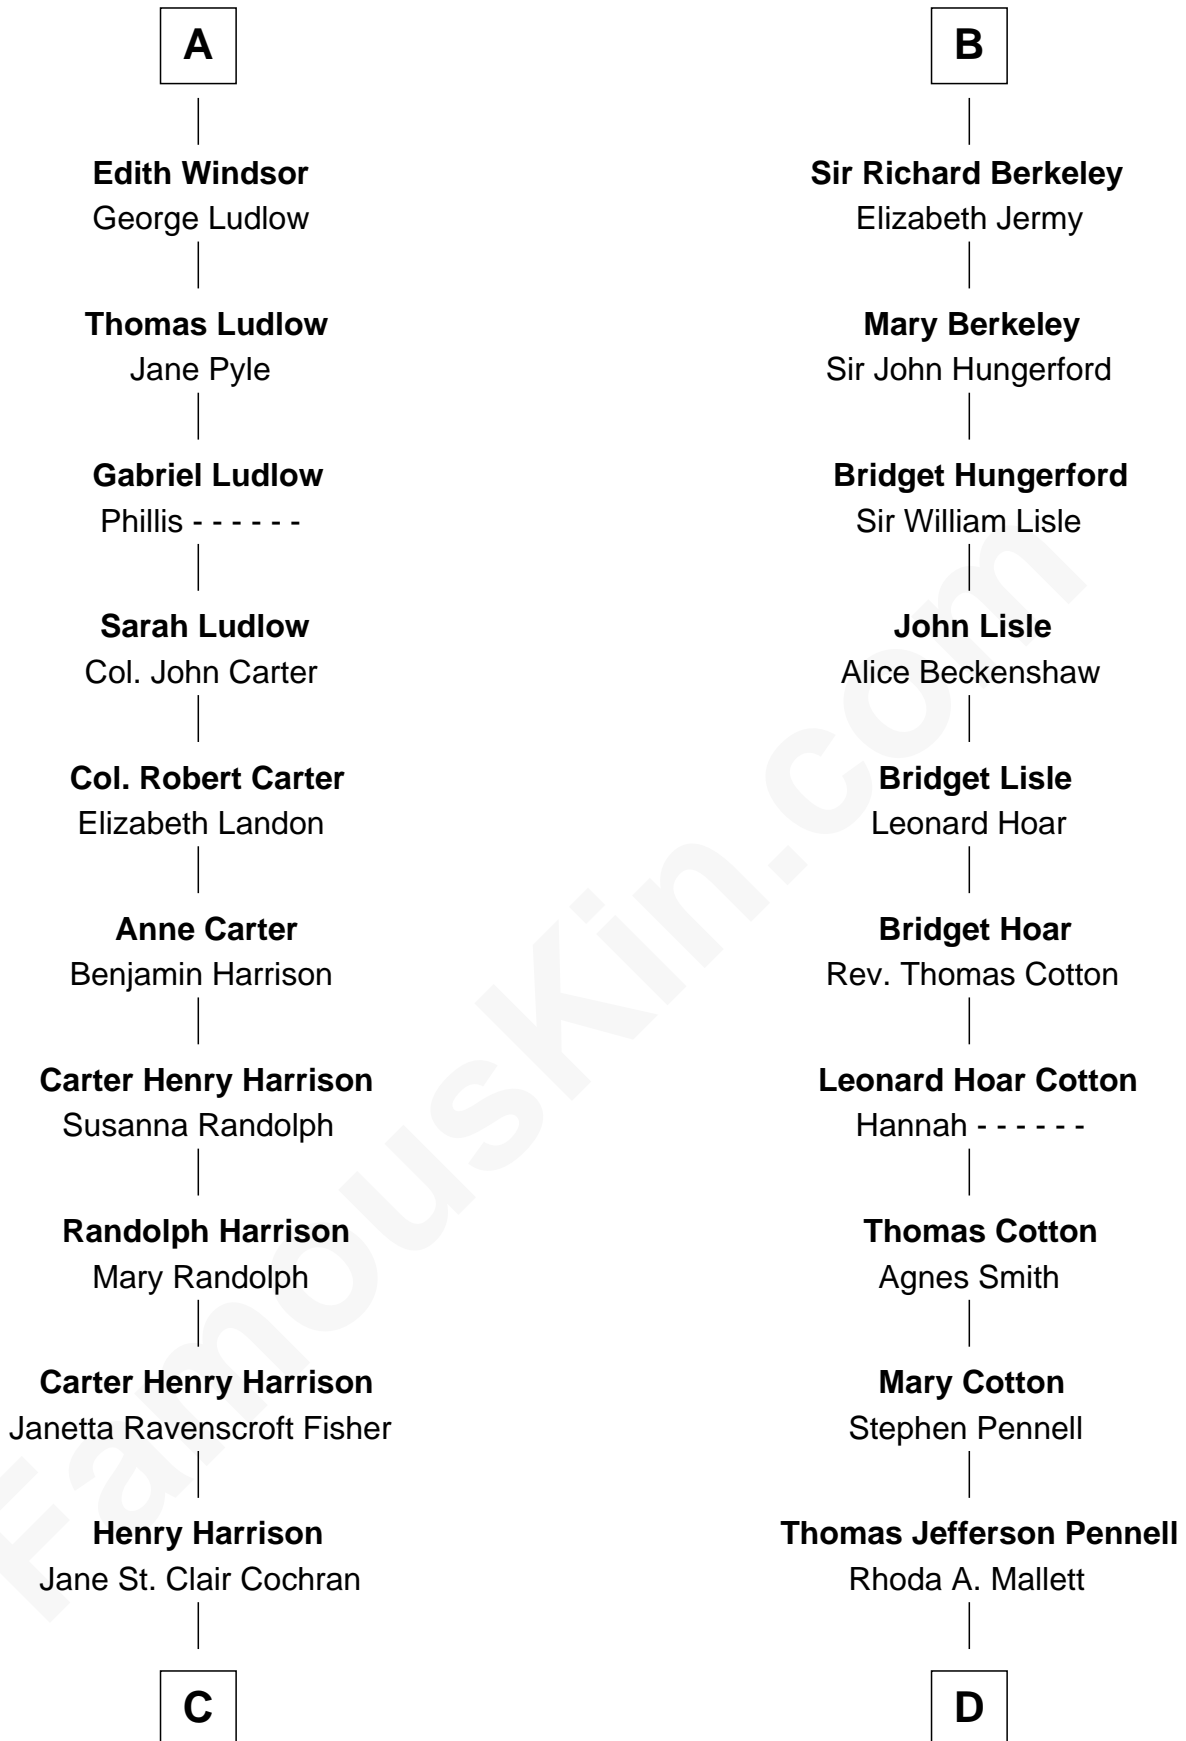 A
Edith Windsor
George Ludlow
Thomas Ludlow
Jane Pyle
Gabriel Ludlow
Phillis - - - - - -
Sarah Ludlow
Col. John Carter
Col. Robert Carter
Elizabeth Landon
Anne Carter
Benjamin Harrison
Carter Henry Harrison
Susanna Randolph
Randolph Harrison
Mary Randolph
Carter Henry Harrison
Janetta Ravenscroft Fisher
Henry Harrison
Jane St. Clair Cochran
C
B
Sir Richard Berkeley
Elizabeth Jermy
Mary Berkeley
Sir John Hungerford
Bridget Hungerford
Sir William Lisle
John Lisle
Alice Beckenshaw
Bridget Lisle
Leonard Hoar
Bridget Hoar
Rev. Thomas Cotton
Leonard Hoar Cotton
Hannah - - - - - -
Thomas Cotton
Agnes Smith
Mary Cotton
Stephen Pennell
Thomas Jefferson Pennell
Rhoda A. Mallett
D
FamousKin.com